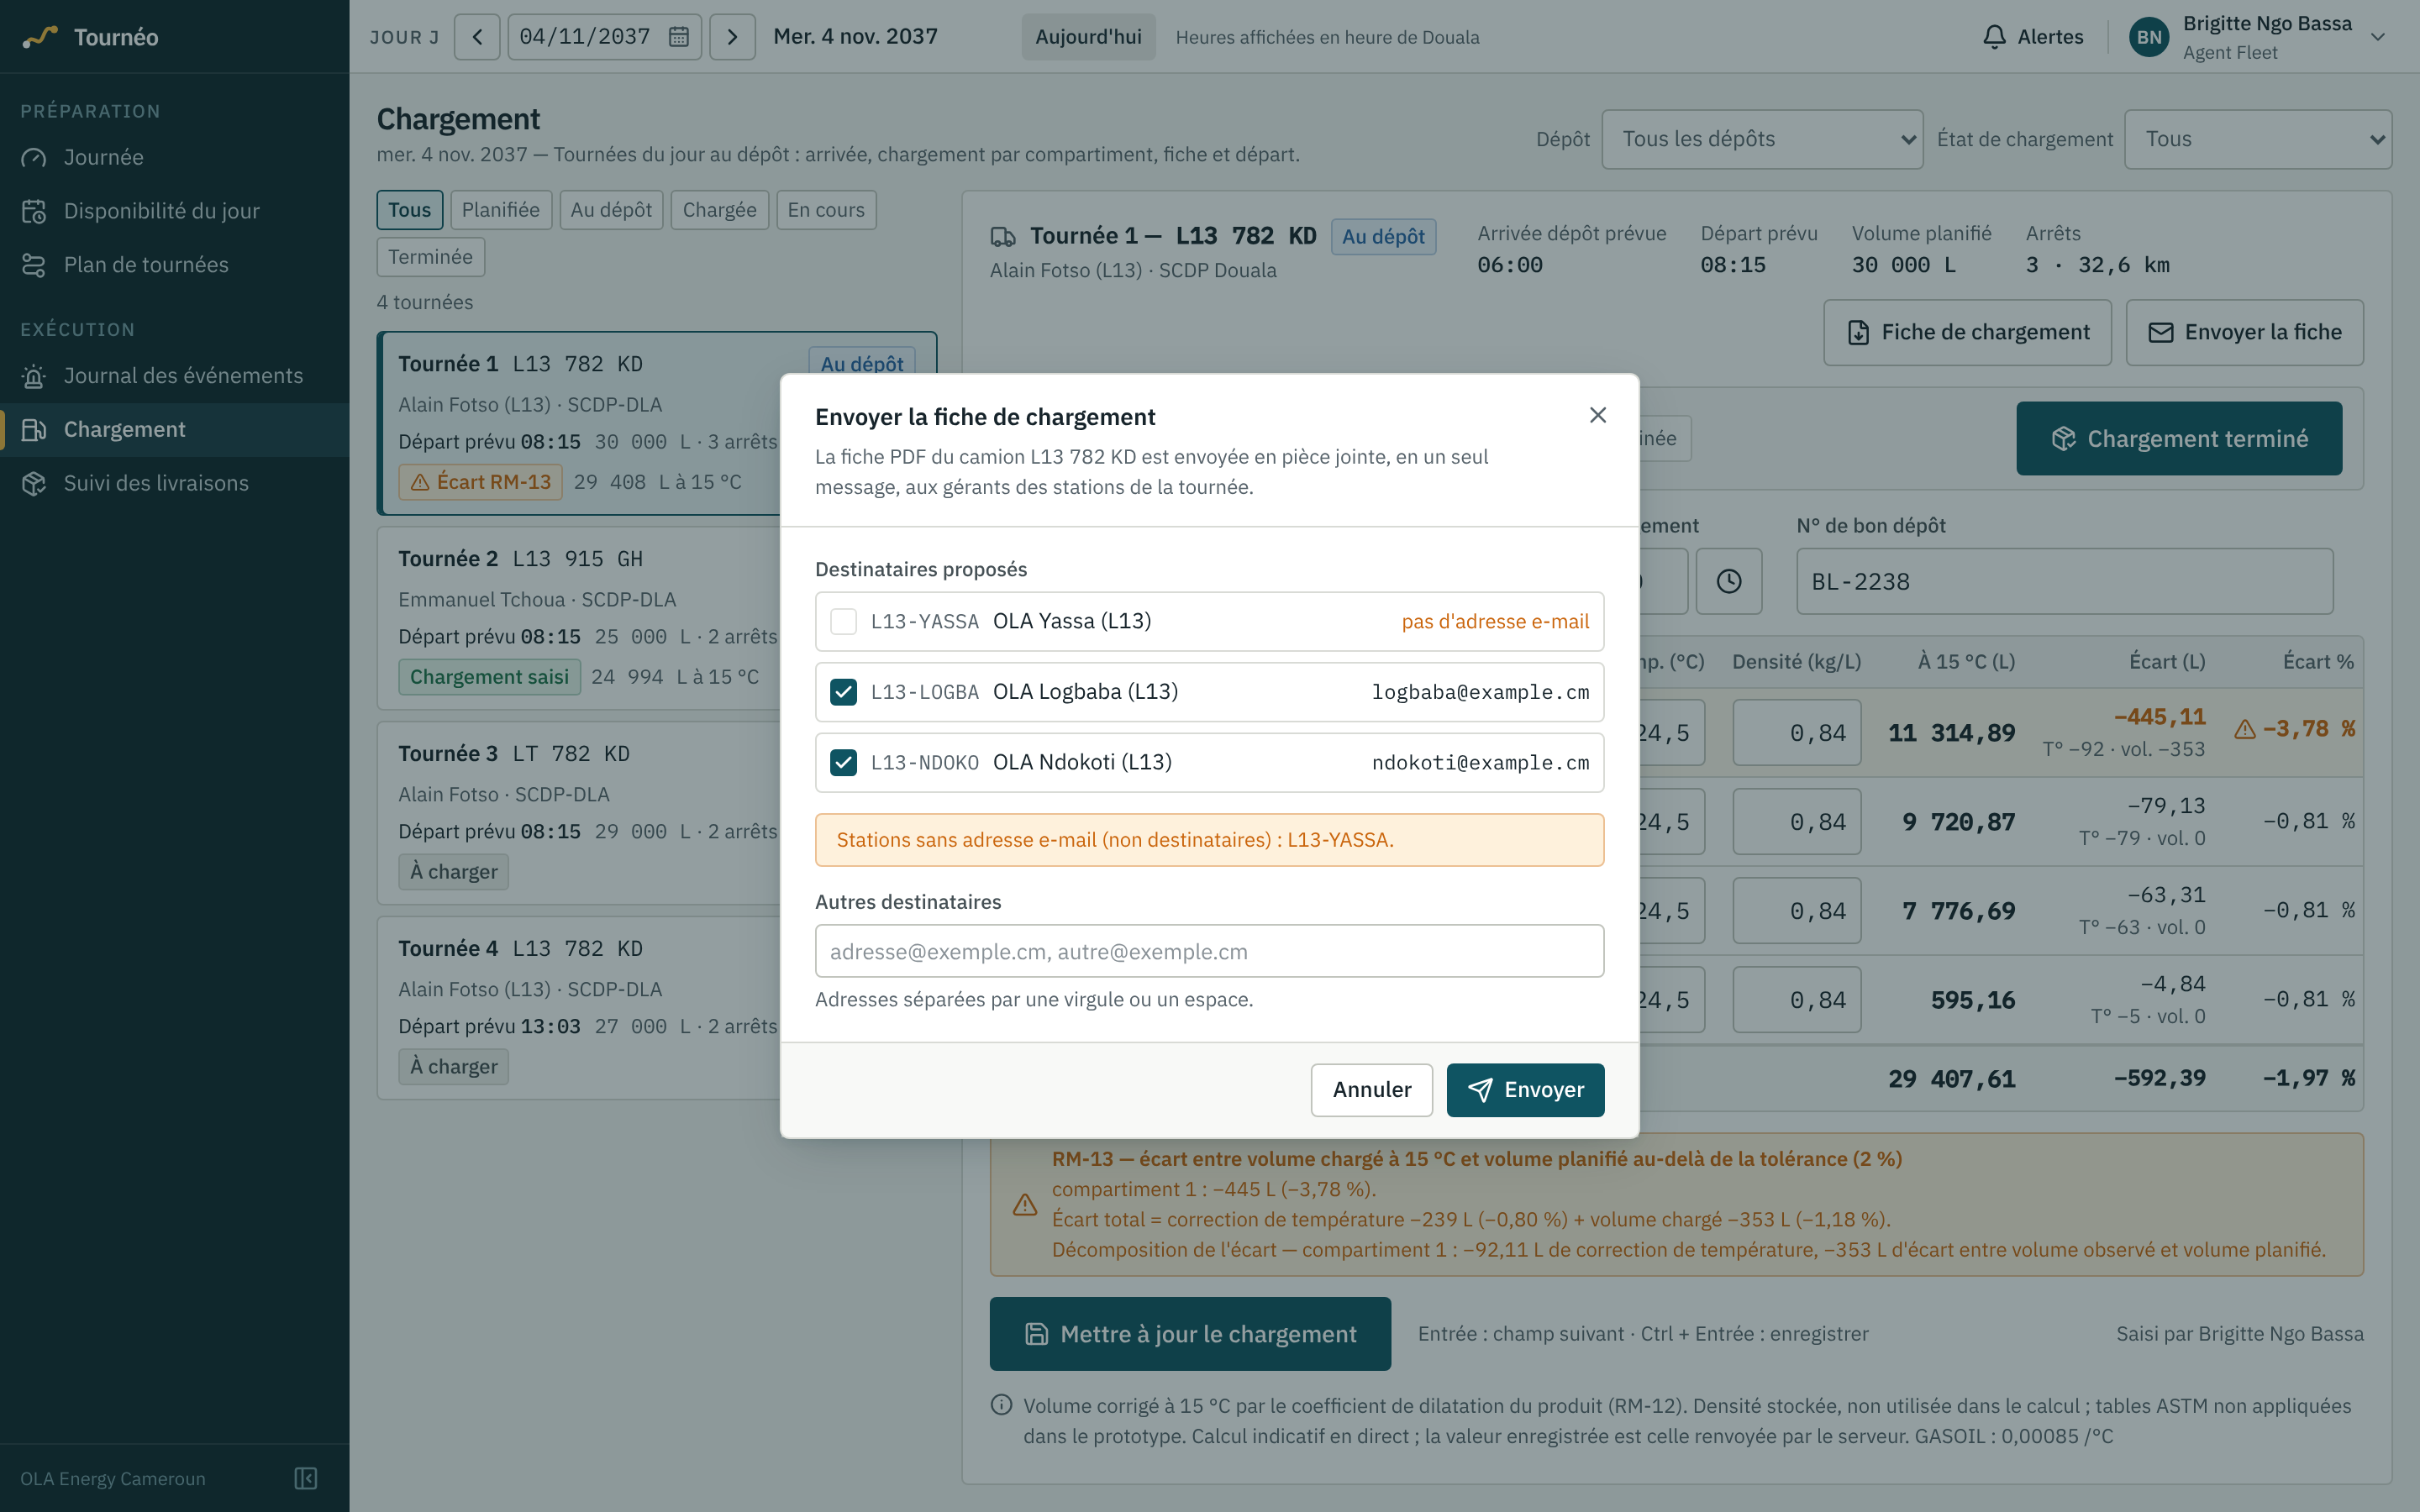 Tournéo
JOUR J
04/11/2037
Mer. 4 nov. 2037
Aujourd'hui
Heures affichées en heure de Douala
Alertes
BN
Brigitte Ngo Bassa
Agent Fleet
PRÉPARATION
Journée
Disponibilité du jour
Plan de tournées
EXÉCUTION
Journal des événements
Chargement
Suivi des livraisons
OLA Energy Cameroun
Chargement
mer. 4 nov. 2037 — Tournées du jour au dépôt : arrivée, chargement par compartiment, fiche et départ.
Dépôt
Tous les dépôts
État de chargement
Tous
Tous
Planifiée
Au dépôt
Chargée
En cours
Terminée
4 tournées
Tournée 1 L13 782 KD
Au dépôt
Alain Fotso (L13) · SCDP-DLA
Départ prévu 08:15 30 000 L · 3 arrêts
Écart RM-13
29 408 L à 15 °C
Tournée 2 L13 915 GH
Emmanuel Tchoua · SCDP-DLA
Départ prévu 08:15 25 000 L · 2 arrêts
Chargement saisi
24 994 L à 15 °C
Tournée 3 LT 782 KD
Alain Fotso · SCDP-DLA
Départ prévu 08:15 29 000 L · 2 arrêts
À charger
Tournée 4 L13 782 KD
Alain Fotso (L13) · SCDP-DLA
Départ prévu 13:03 27 000 L · 2 arrêts
À charger
Tournée 1 — L13 782 KD
Au dépôt
Alain Fotso (L13) · SCDP Douala
Arrivée dépôt prévue
06:00
Départ prévu
08:15
Volume planifié
30 000 L
Arrêts
3 · 32,6 km
Fiche de chargement
Envoyer la fiche
Chargement terminé
N° de bon dépôt
BL-2238
Densité (kg/L)
À 15 °C (L)
Écart (L)
Écart %
24,5
0,84
11 314,89
−445,11
T° −92 · vol. −353
−3,78 %
24,5
0,84
9 720,87
−79,13
T° −79 · vol. 0
−0,81 %
24,5
0,84
7 776,69
−63,31
T° −63 · vol. 0
−0,81 %
24,5
0,84
595,16
−4,84
T° −5 · vol. 0
−0,81 %
29 407,61
−592,39
−1,97 %
RM-13 — écart entre volume chargé à 15 °C et volume planifié au-delà de la tolérance (2 %)
compartiment 1 : −445 L (−3,78 %).
Écart total = correction de température −239 L (−0,80 %) + volume chargé −353 L (−1,18 %).
Décomposition de l'écart — compartiment 1 : −92,11 L de correction de température, −353 L d'écart entre volume observé et volume planifié.
Mettre à jour le chargement
Entrée : champ suivant · Ctrl + Entrée : enregistrer
Saisi par Brigitte Ngo Bassa
Volume corrigé à 15 °C par le coefficient de dilatation du produit (RM-12). Densité stockée, non utilisée dans le calcul ; tables ASTM non appliquées
dans le prototype. Calcul indicatif en direct ; la valeur enregistrée est celle renvoyée par le serveur. GASOIL : 0,00085 /°C
Envoyer la fiche de chargement
La fiche PDF du camion L13 782 KD est envoyée en pièce jointe, en un seul
message, aux gérants des stations de la tournée.
Destinataires proposés
L13-YASSA OLA Yassa (L13)
pas d'adresse e-mail
L13-LOGBA OLA Logbaba (L13)
logbaba@example.cm
L13-NDOKO OLA Ndokoti (L13)
ndokoti@example.cm
Stations sans adresse e-mail (non destinataires) : L13-YASSA.
Autres destinataires
adresse@exemple.cm, autre@exemple.cm
Adresses séparées par une virgule ou un espace.
Annuler
Envoyer